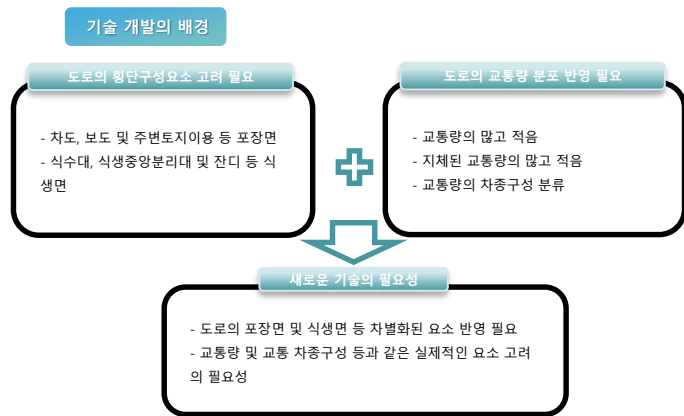 기술 개발의 배경
도로의 횡단구성요소 고려 필요
- 차도, 보도 및 주변토지이용 등 포장면
- 식수대, 식생중앙분리대 및 잔디 등 식
생면
도로의 교통량 분포 반영 필요
- 교통량의 많고 적음
- 지체된 교통량의 많고 적음
- 교통량의 차종구성 분류
새로운 기술의 필요성
- 도로의 포장면 및 식생면 등 차별화된 요소 반영 필요
- 교통량 및 교통 차종구성 등과 같은 실제적인 요소 고려
의 필요성